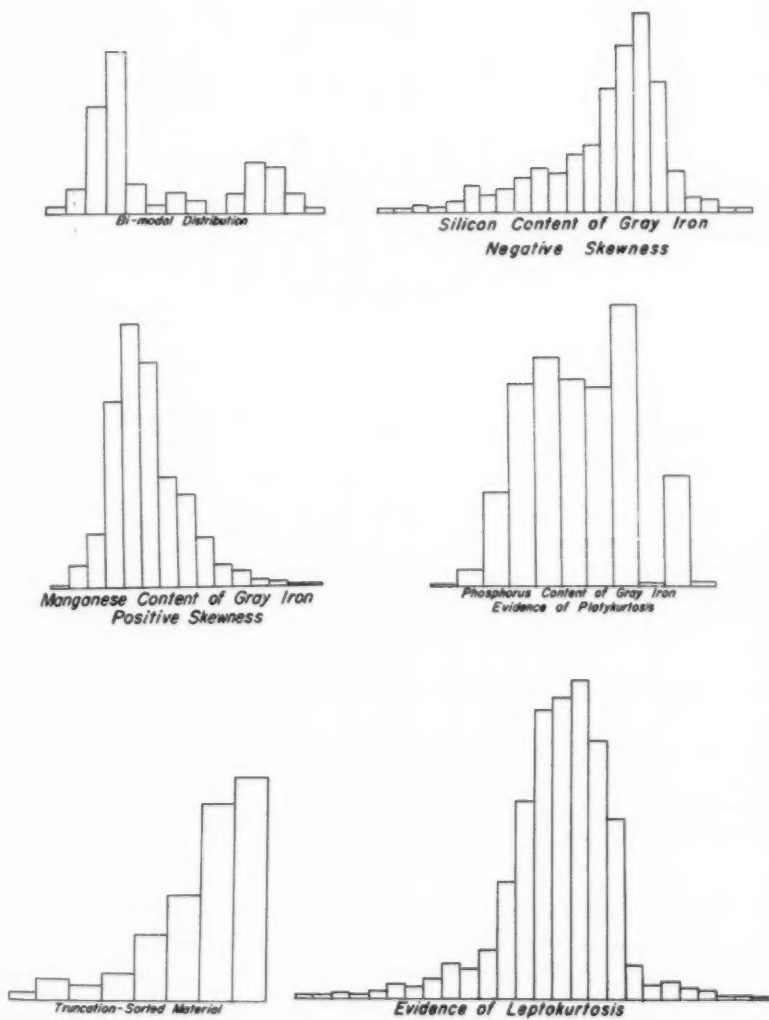 Bi-modal Distribution
Silicon Content of Gray Iron
Negative Skewness
Manganese Content of Gray Iron
Positive Skewness
Phosphorus Content of Gray Iron
Evidence of Platykurtosis
Truncation-Sorted Material
Evidence of Leptokurtosis